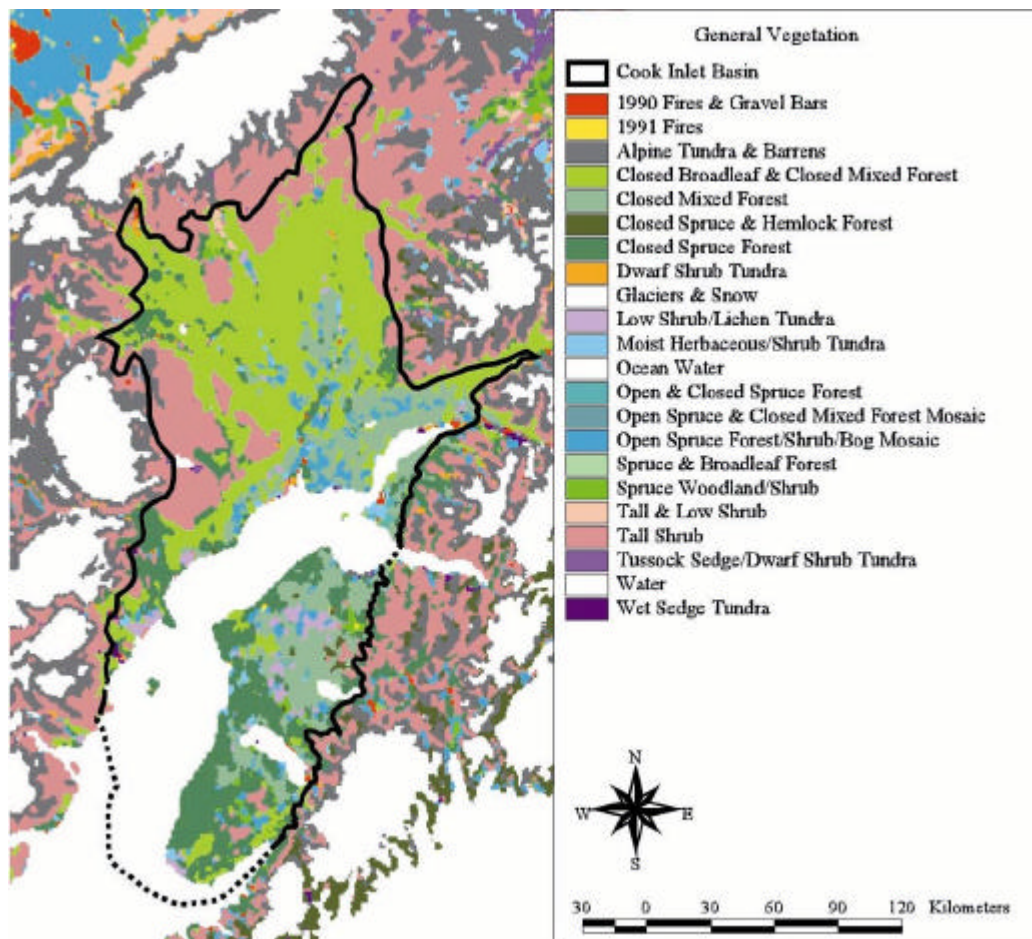 General Vegetation
Cook Inlet Basin
1990 Fires & Gravel Bars
1991 Fires
Alpine Tundra & Barrens
Closed Broadleaf & Closed Mixed Forest
Closed Mixed Forest
Closed Spruce & Hemlock Forest
Closed Spruce Forest
Dwarf Shrub Tundra
Glaciers & Snow
Low Shrub/Lichen Tundra
Moist Herbaceous/Shrub Tundra
Ocean Water
Open & Closed Spruce Forest
Open Spruce & Closed Mixed Forest Mosaic
Open Spruce Forest/Shrub/Bog Mosaic
Spruce & Broadleaf Forest
Spruce Woodland/Shrub
Tall & Low Shrub
Tall Shrub
Tussock Sedge/Dwarf Shrub Tundra
Water
Wet Sedge Tundra
N
W E
S
30 0 30 60 90 120 Kilometers